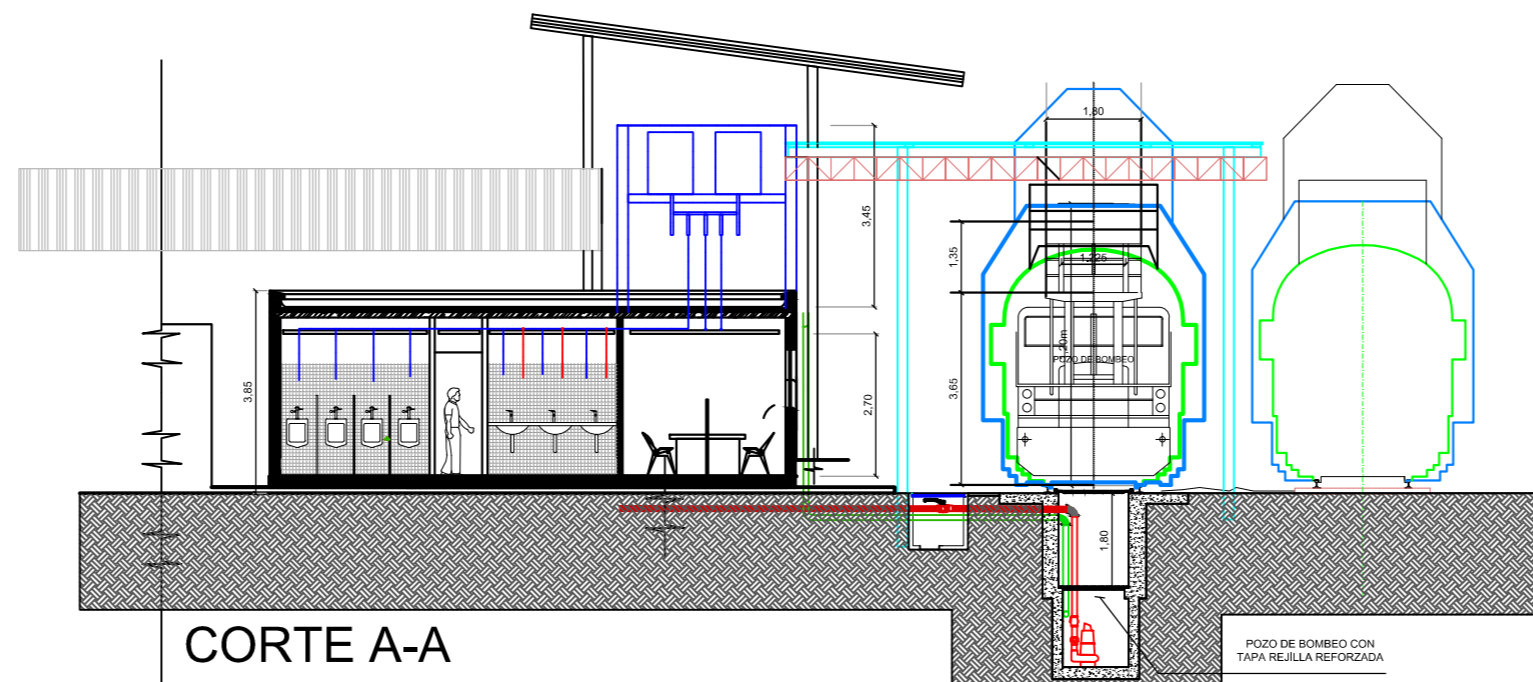 1,80
3,45
1,35
1,226
3,85
2,70
3,65
POZO DE BOMBEO
1,80
CORTE A-A
POZO DE BOMBEO CON
TAPA REJILLA REFORZADA